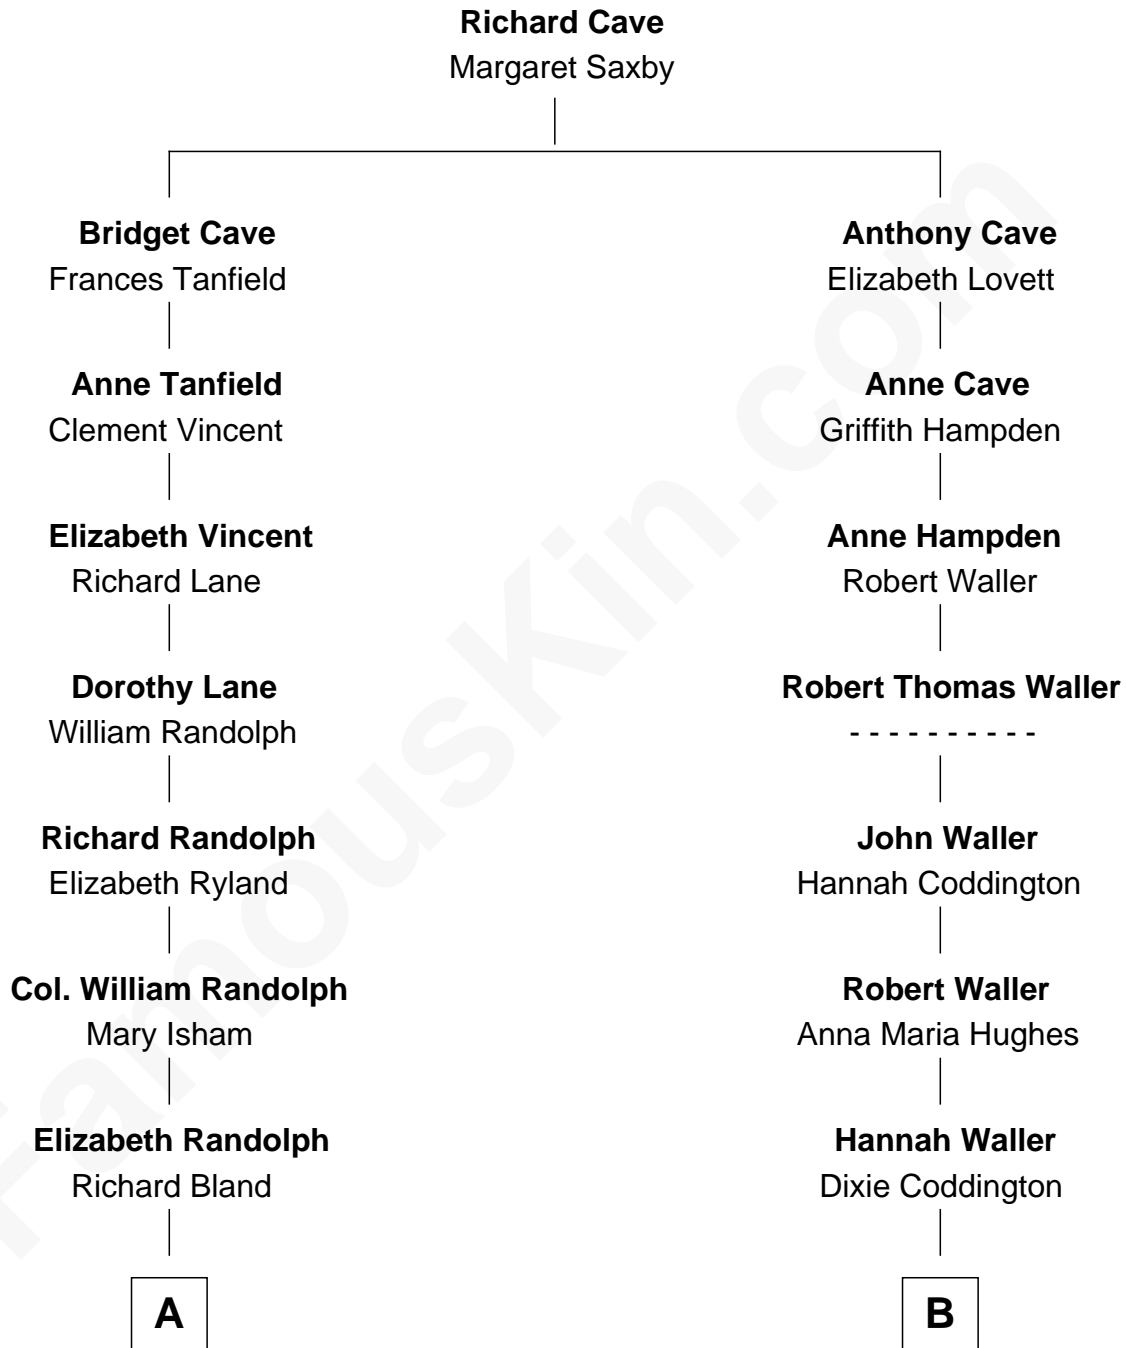 Richard Cave
Margaret Saxby
Bridget Cave
Frances Tanfield
Anthony Cave
Elizabeth Lovett
Anne Tanfield
Clement Vincent
Anne Cave
Griffith Hampden
Elizabeth Vincent
Richard Lane
Anne Hampden
Robert Waller
Dorothy Lane
William Randolph
Robert Thomas Waller
- - - - - - - - - -
Richard Randolph
Elizabeth Ryland
John Waller
Hannah Coddington
Col. William Randolph
Mary Isham
Robert Waller
Anna Maria Hughes
Elizabeth Randolph
Richard Bland
Hannah Waller
Dixie Coddington
A
B
FamousKin.com